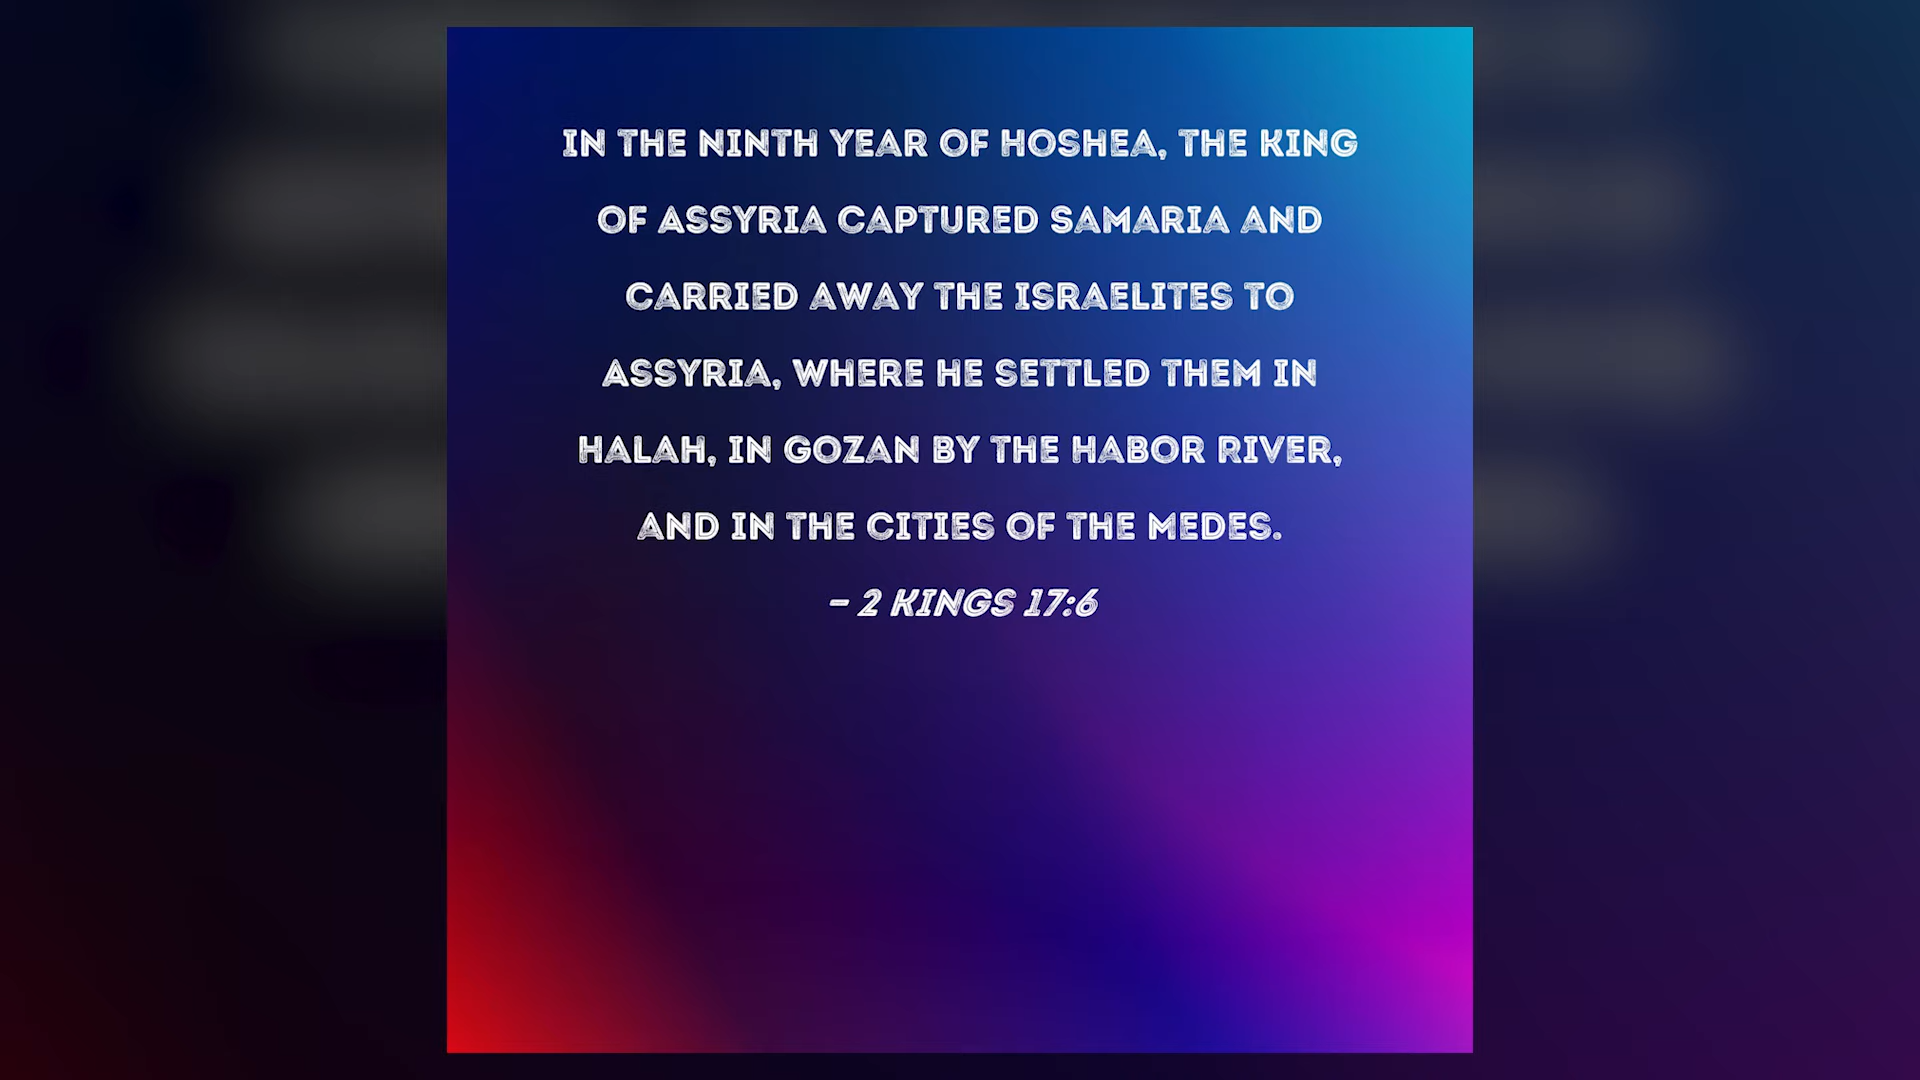 IN THE NINTH YEAR OF HOSHEA, THE KING
OF ASSYRIA CAPTURED SAMARIA AND
CARRIED AWAY THE ISRAELITES TO
ASSYRIA, WHERE HE SETTLED THEM IN
HALAH, IN GOZAN BY THE HABOR RIVER,
AND IN THE CITIES OF THE MEDES.
– 2 KINGS 17:6